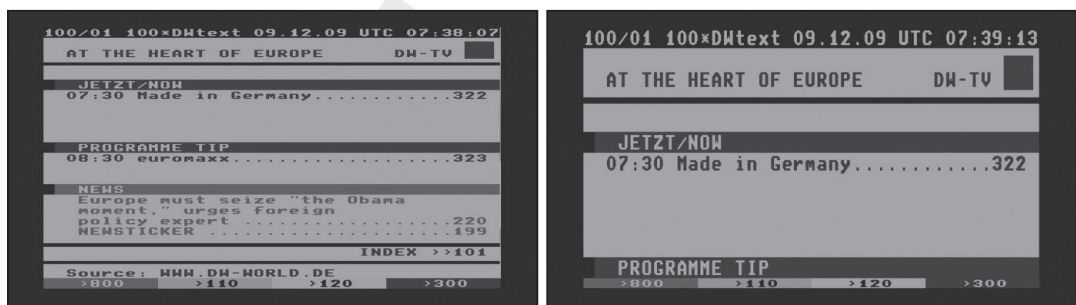 100/01 100×DWtext 09.12.09 UTC 07:38:07
AT THE HEART OF EUROPE DW-TV
JETZT/NOW
07:30 Made in Germany............322
PROGRAMME TIP
08:30 euromaxx...................323
NEWS
Europe must seize "the Obama
moment," urges foreign
policy expert ..................220
NEWSTICKER .....................199
INDEX >>101
Source: WWW.DW-WORLD.DE
>800 >110 >120 >300
100/01 100×DWtext 09.12.09 UTC 07:39:13
AT THE HEART OF EUROPE DW-TV
JETZT/NOW
07:30 Made in Germany............322
PROGRAMME TIP
>800 >110 >120 >300